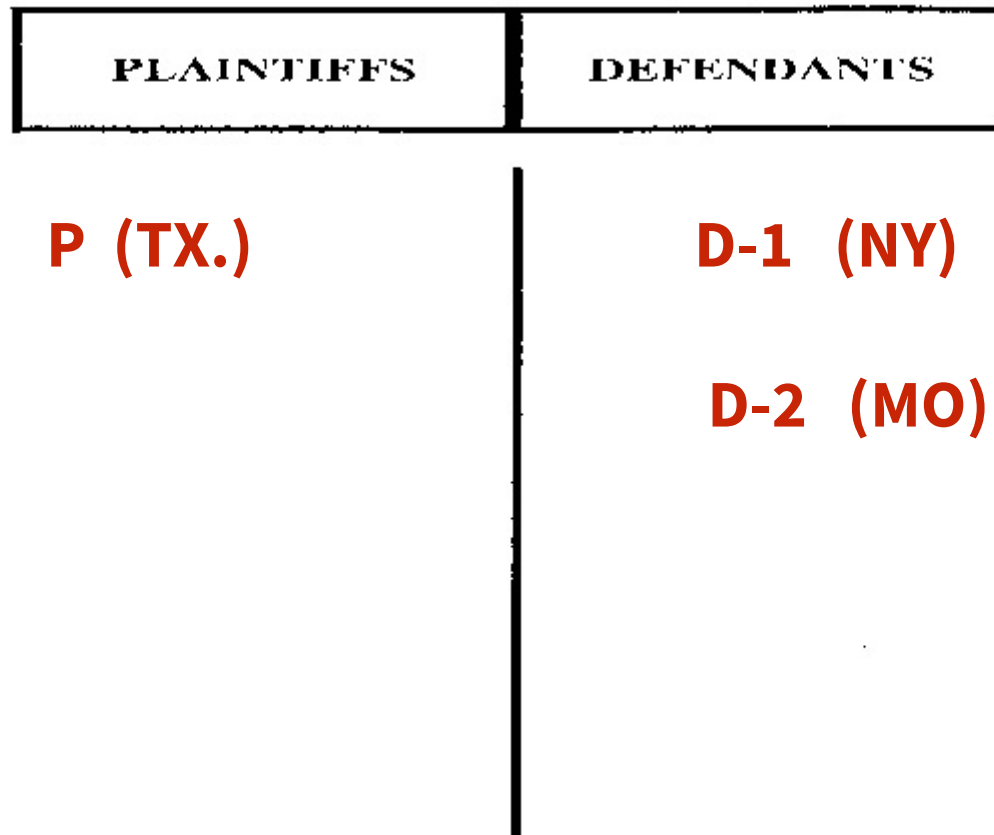 PLAINTIFFS DEFENDANTS
P (TX.) D-1 (NY)
D-2 (MO)